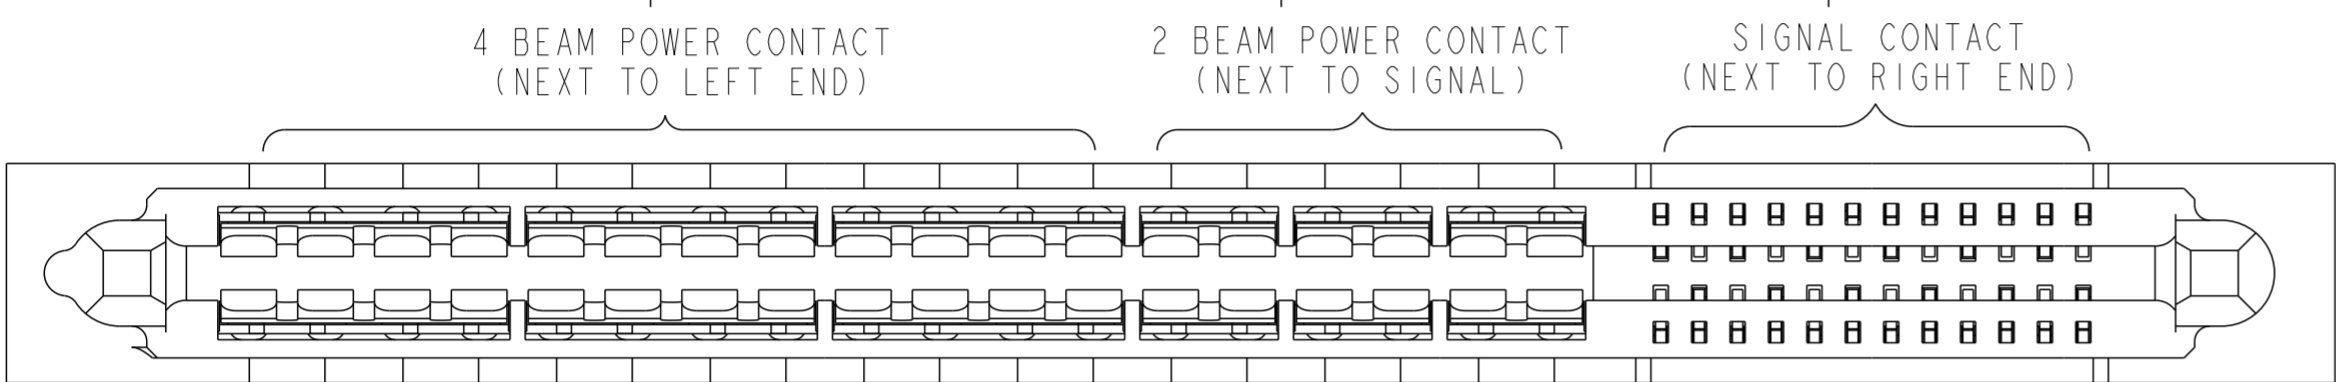 4 BEAM POWER CONTACT
(NEXT TO LEFT END)
2 BEAM POWER CONTACT
(NEXT TO SIGNAL)
SIGNAL CONTACT
(NEXT TO RIGHT END)